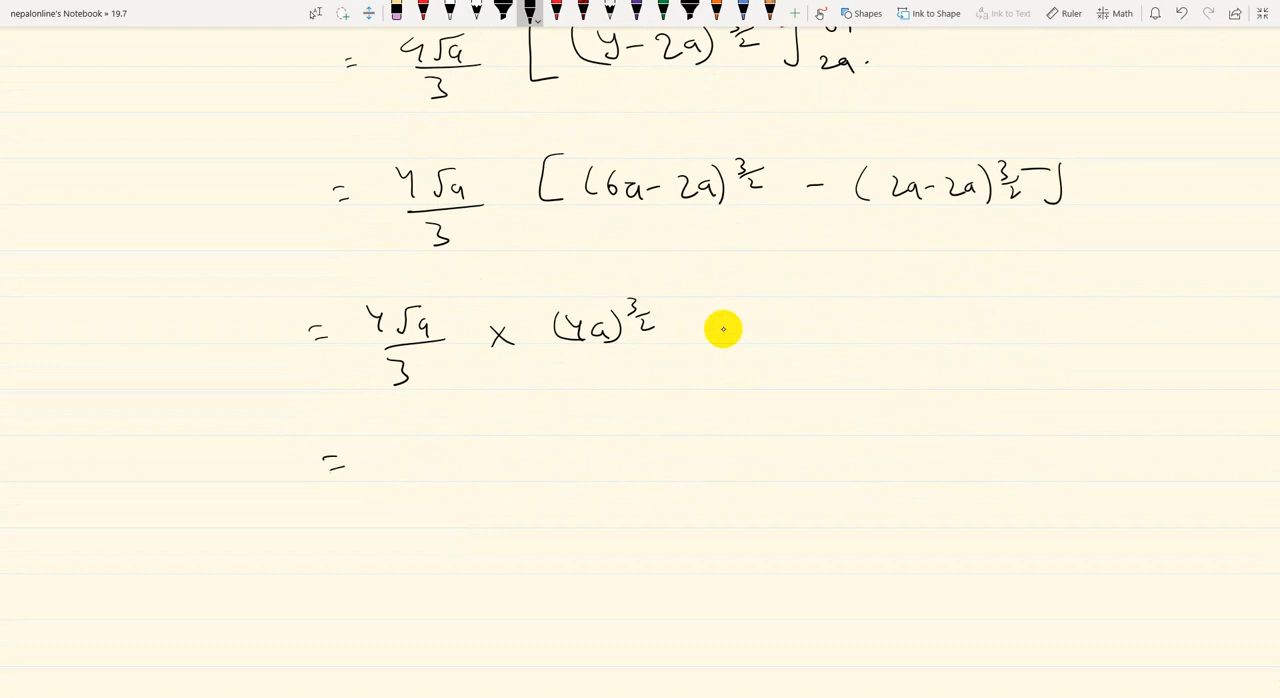 nepalonline's Notebook » 19.7
Shapes Ink to Shape Ink to Text Ruler Math
= 4√a/3 [(y-2a)^3/2] 2a.
= 4√a/3 [(6a-2a)^3/2 - (2a-2a)^3/2]
= 4√a/3 × (4a)^3/2
=